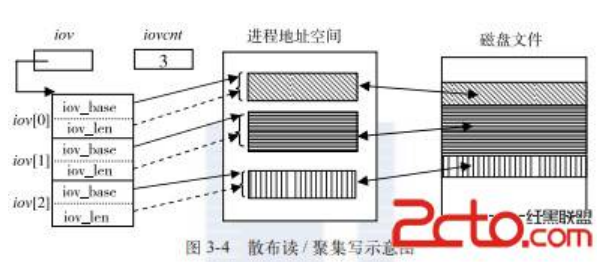 iov
iovcnt
进程地址空间
磁盘文件
3
iov[0]
iov_base
iov_len
iov[1]
iov_base
iov_len
iov[2]
iov_base
iov_len
图 3-4 散布读 / 聚集写示意图
2cto.com
红黑联盟